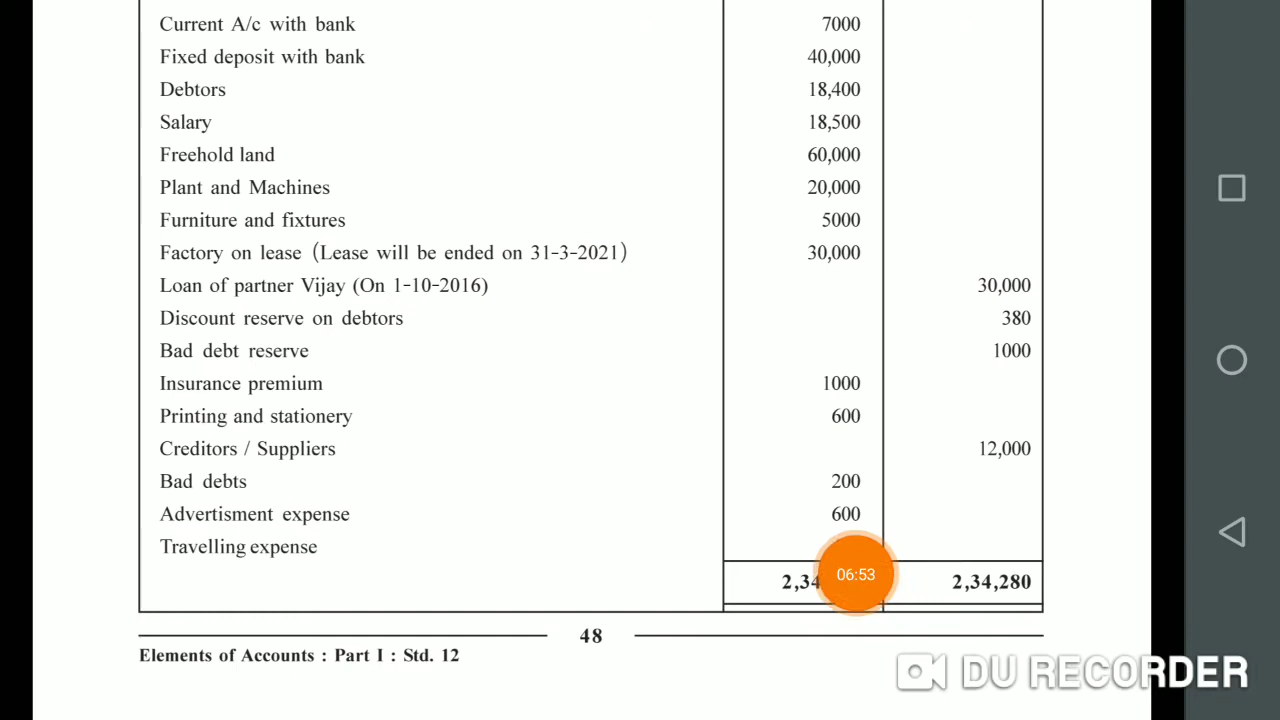 Current A/c with bank 7000
Fixed deposit with bank 40,000
Debtors 18,400
Salary 18,500
Freehold land 60,000
Plant and Machines 20,000
Furniture and fixtures 5000
Factory on lease (Lease will be ended on 31-3-2021) 30,000
Loan of partner Vijay (On 1-10-2016) 30,000
Discount reserve on debtors 380
Bad debt reserve 1000
Insurance premium 1000
Printing and stationery 600
Creditors / Suppliers 12,000
Bad debts 200
Advertisment expense 600
Travelling expense
06:53
2,34 2,34,280
48
Elements of Accounts : Part I : Std. 12
DU RECORDER